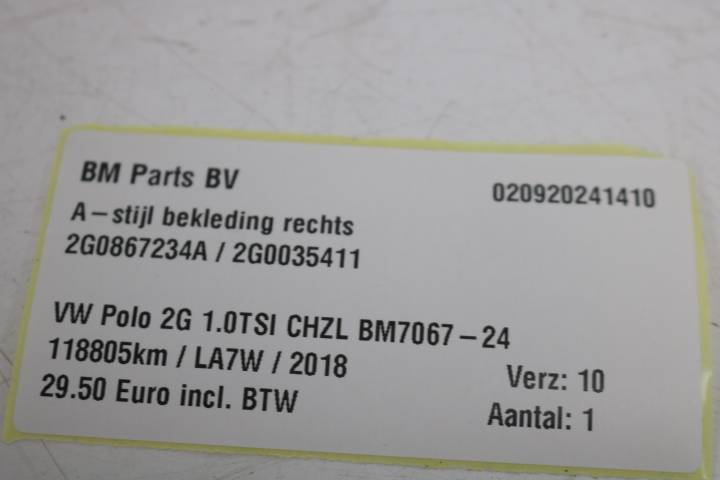 BM Parts BV
020920241410
A-stijl bekleding rechts
2G0867234A / 2G0035411
VW Polo 2G 1.0TSI CHZL BM7067-24
118805km / LA7W / 2018
Verz: 10
29.50 Euro incl. BTW
Aantal: 1